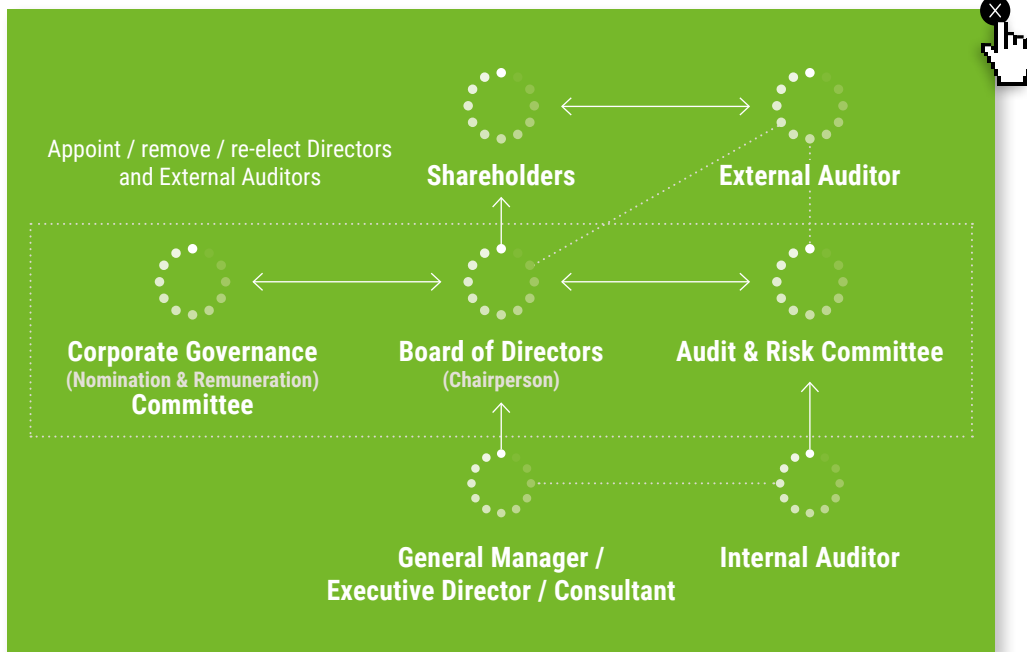 X
Appoint / remove / re-elect Directors
and External Auditors
Shareholders
External Auditor
Corporate Governance
(Nomination & Remuneration)
Committee
Board of Directors
(Chairperson)
Audit & Risk Committee
General Manager /
Executive Director / Consultant
Internal Auditor